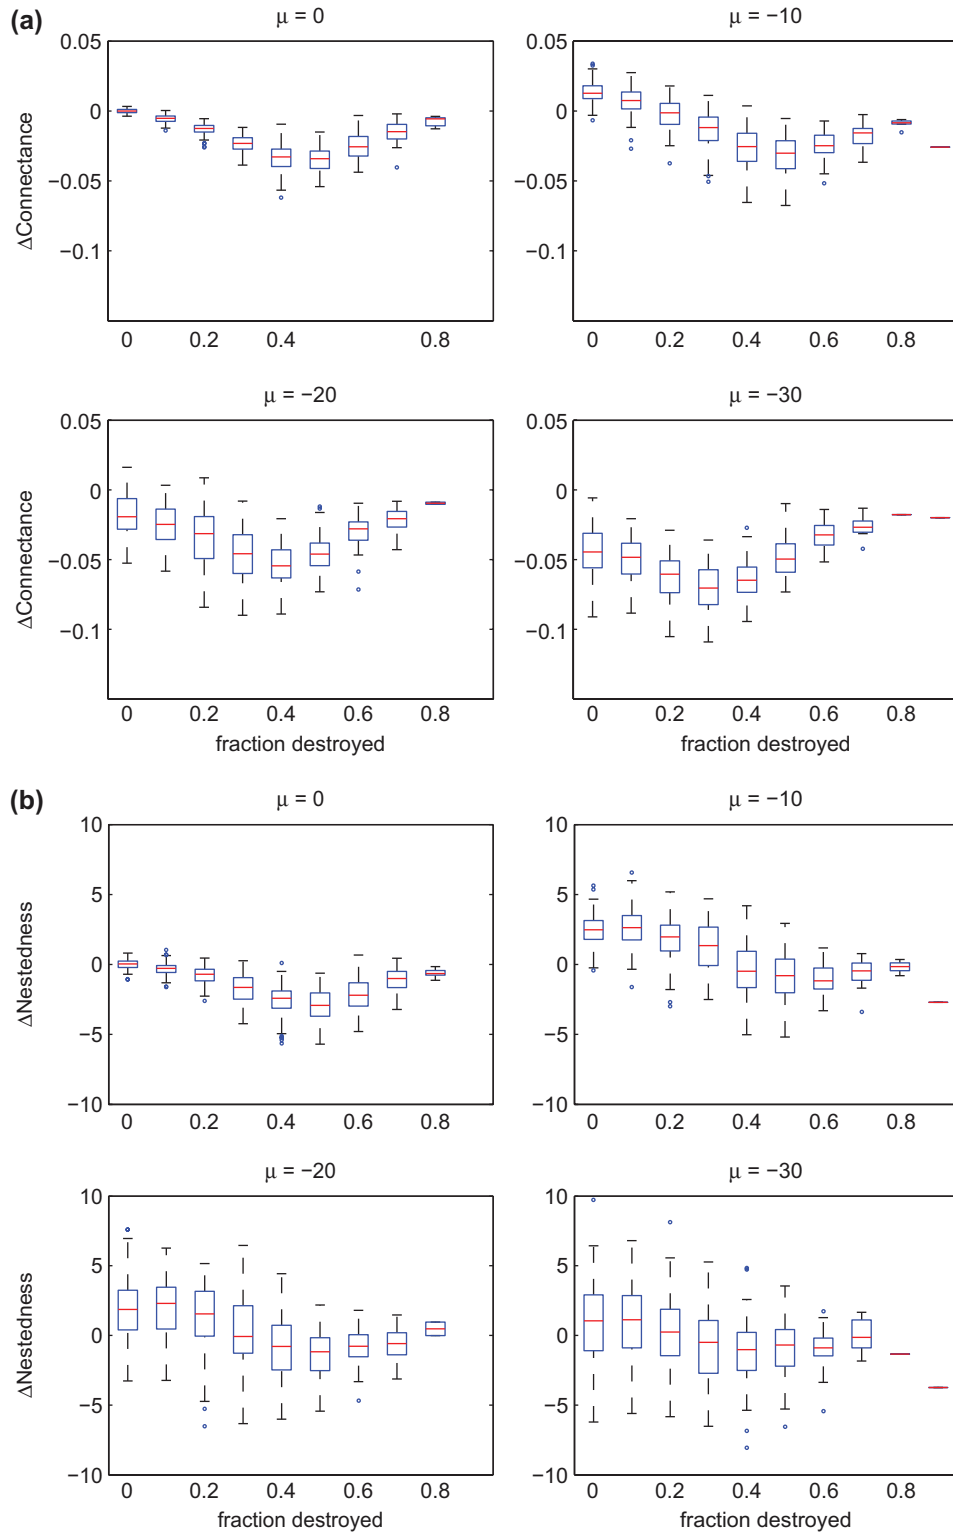 (a)
μ = 0
μ = −10
0.05
0
−0.05
−0.1
ΔConnectance
0 0.2 0.4 0.8
0.05
0
−0.05
−0.1
0 0.2 0.4 0.6 0.8
μ = −20
μ = −30
0.05
0
−0.05
−0.1
ΔConnectance
0 0.2 0.4 0.6 0.8
fraction destroyed
0.05
0
−0.05
−0.1
0 0.2 0.4 0.6 0.8
fraction destroyed
(b)
μ = 0
μ = −10
10
5
0
−5
−10
ΔNestedness
0 0.2 0.4 0.6 0.8
10
5
0
−5
−10
0 0.2 0.4 0.6 0.8
μ = −20
μ = −30
10
5
0
−5
−10
ΔNestedness
0 0.2 0.4 0.6 0.8
fraction destroyed
10
5
0
−5
−10
0 0.2 0.4 0.6 0.8
fraction destroyed